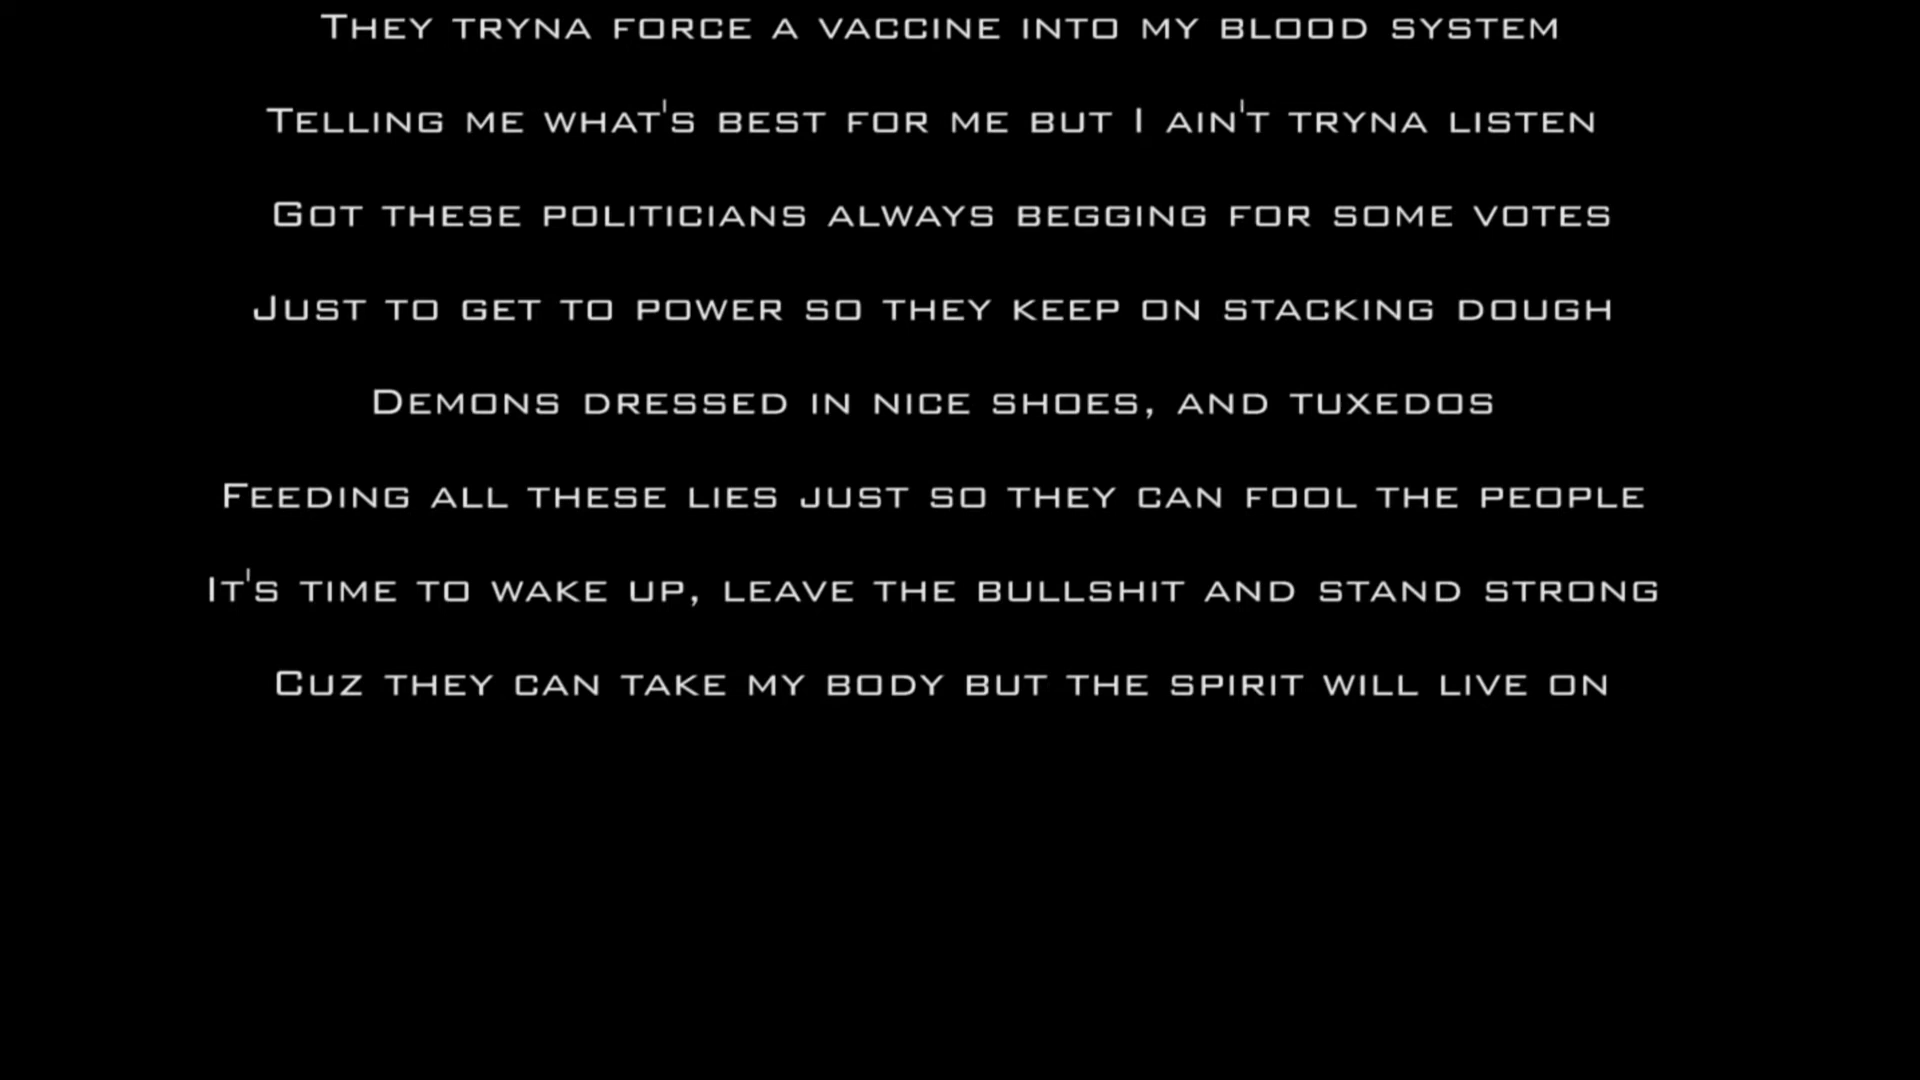 They tryna force a vaccine into my blood system
Telling me what's best for me but I ain't tryna listen
Got these politicians always begging for some votes
Just to get to power so they keep on stacking dough
Demons dressed in nice shoes, and tuxedos
Feeding all these lies just so they can fool the people
It's time to wake up, leave the bullshit and stand strong
Cuz they can take my body but the spirit will live on